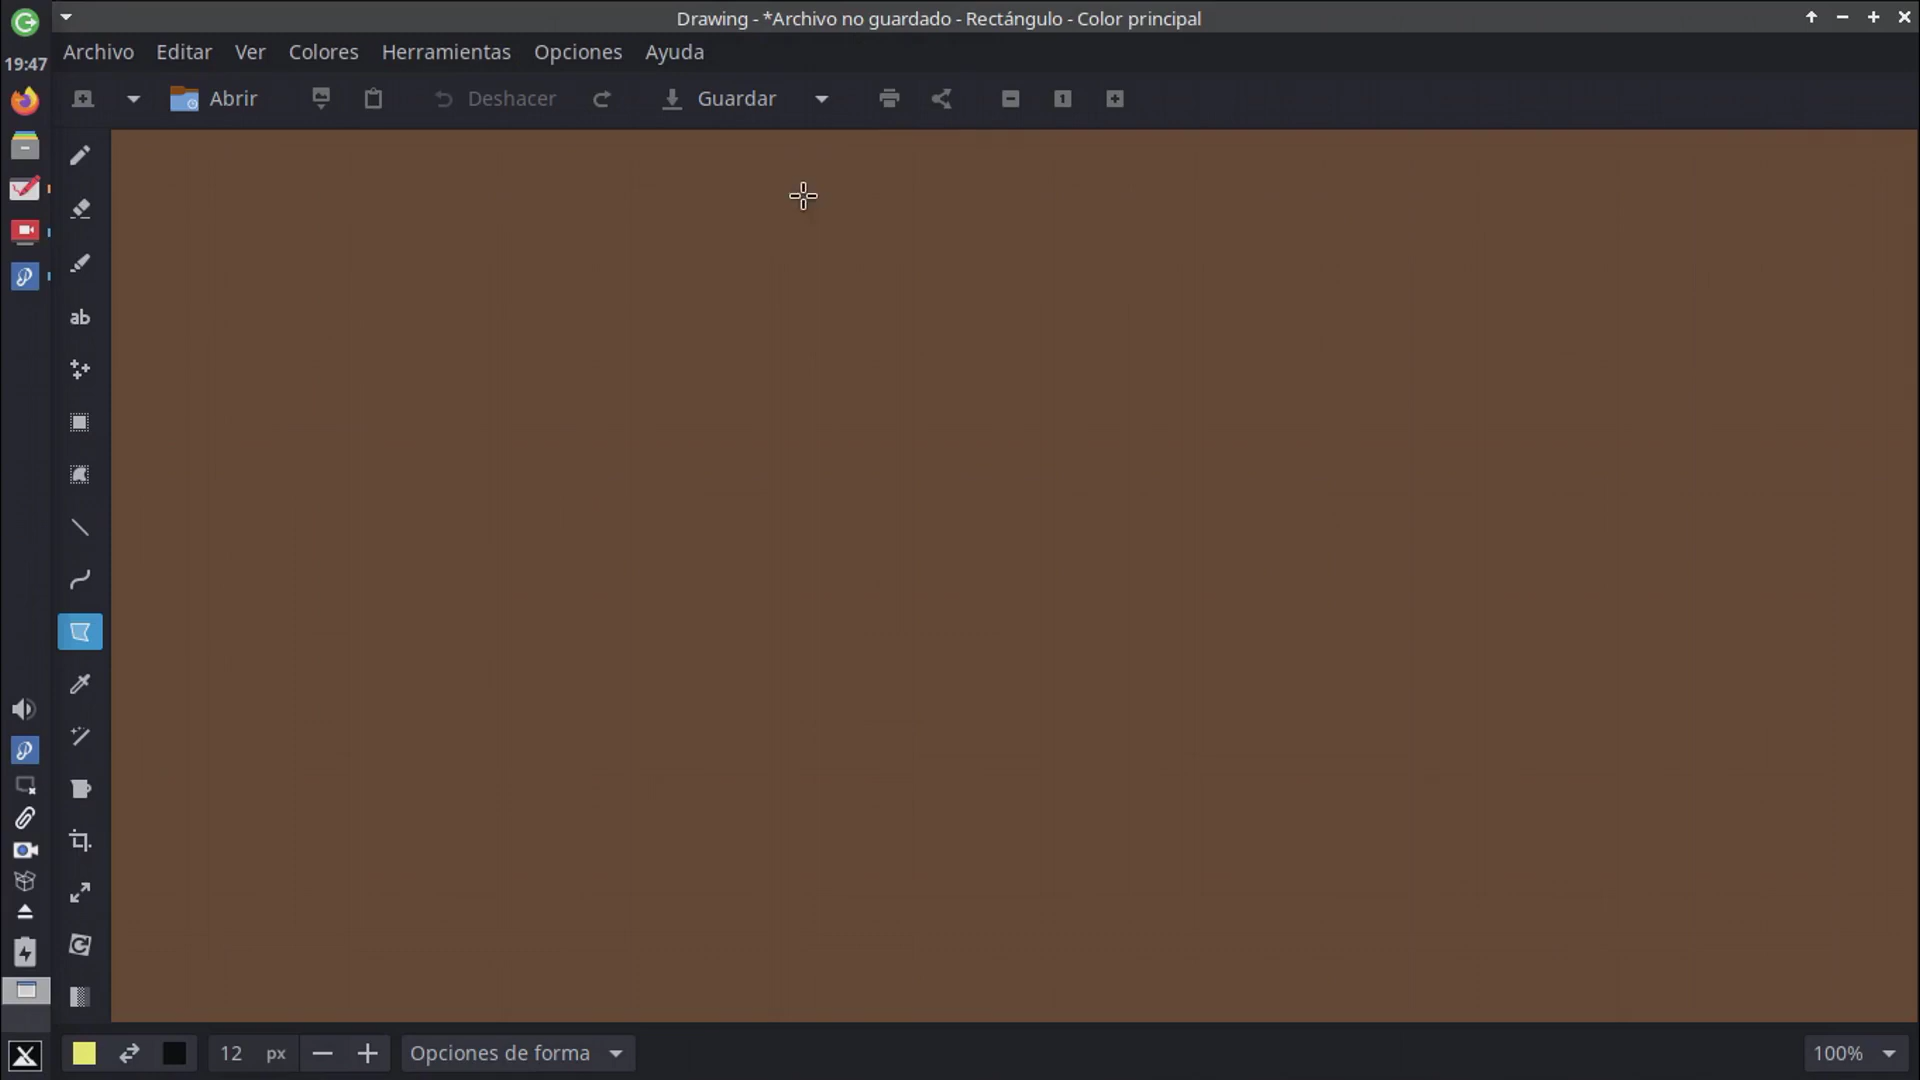 Drawing - *Archivo no guardado - Rectángulo - Color principal
19:47
Archivo Editar Ver Colores Herramientas Opciones Ayuda
Abrir Deshacer Guardar 1
ab
12 px Opciones de forma 100%